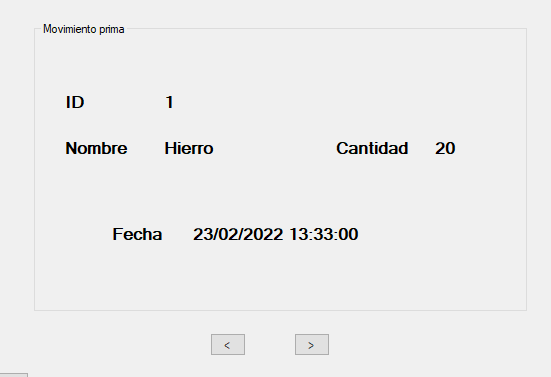 Movimiento prima
ID 1
Nombre Hierro Cantidad 20
Fecha 23/02/2022 13:33:00
< >